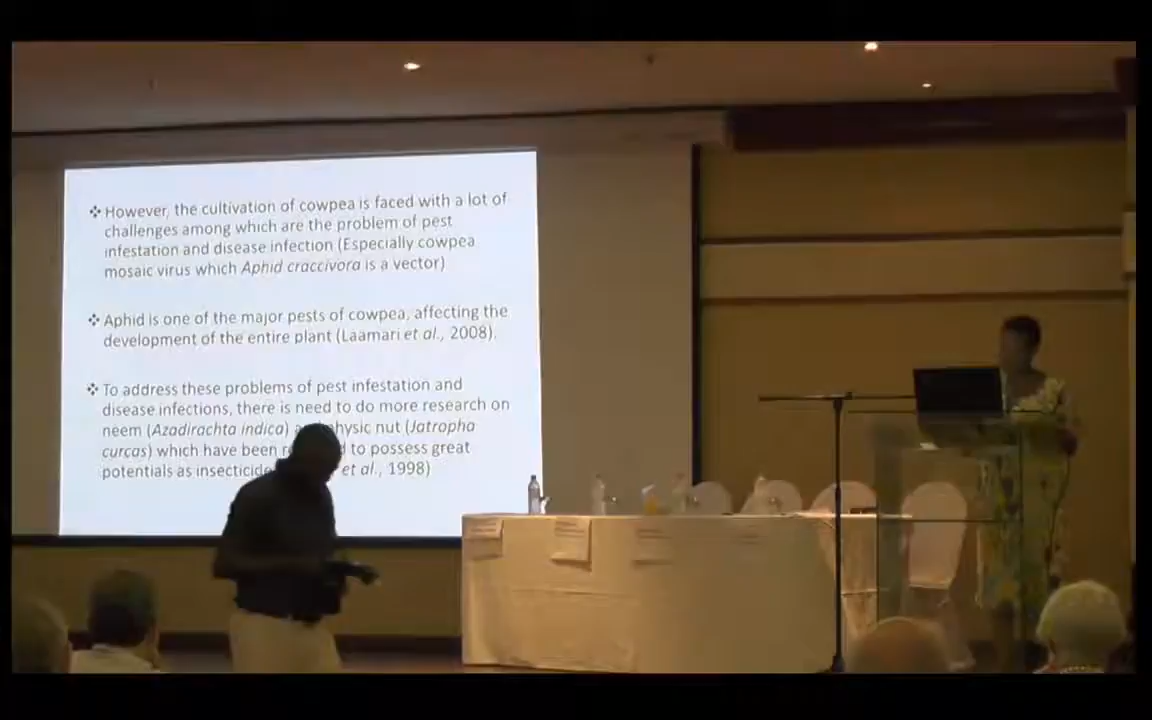 ❖ However, the cultivation of cowpea is faced with a lot of
challenges among which are the problem of pest
infestation and disease infection (Especially cowpea
mosaic virus which Aphid craccivora is a vector)
❖ Aphid is one of the major pests of cowpea, affecting the
development of the entire plant (Laamari et al., 2008).
❖ To address these problems of pest infestation and
disease infections, there is need to do more research on
neem (Azadirachta indica) nut (Jatropha
curcas) which have been to possess great
potentials as et al., 1998)